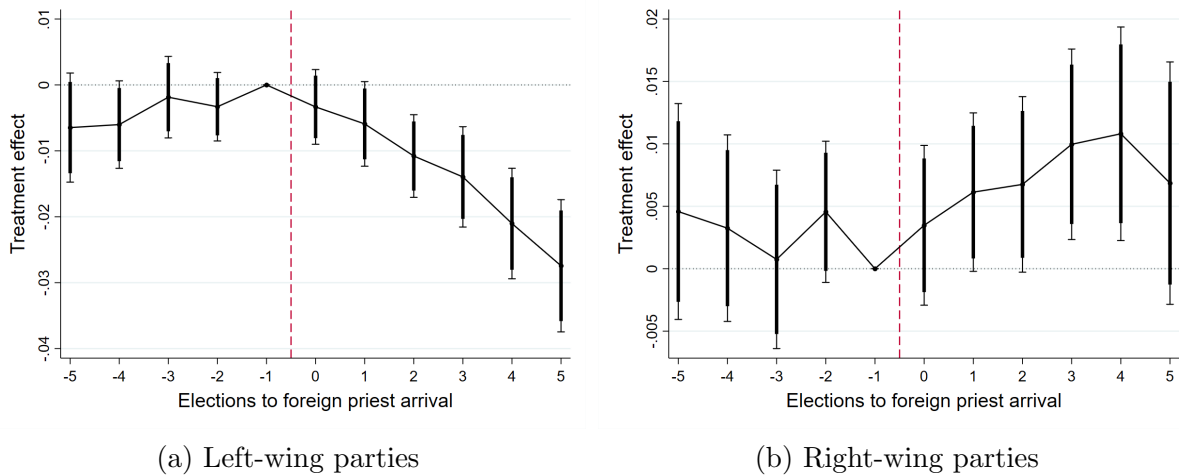 .01
0
-.01
-.02
-.03
-.04
Treatment effect
-5 -4 -3 -2 -1 0 1 2 3 4 5
Elections to foreign priest arrival
(a) Left-wing parties
.02
.015
.01
.005
0
-.005
Treatment effect
-5 -4 -3 -2 -1 0 1 2 3 4 5
Elections to foreign priest arrival
(b) Right-wing parties